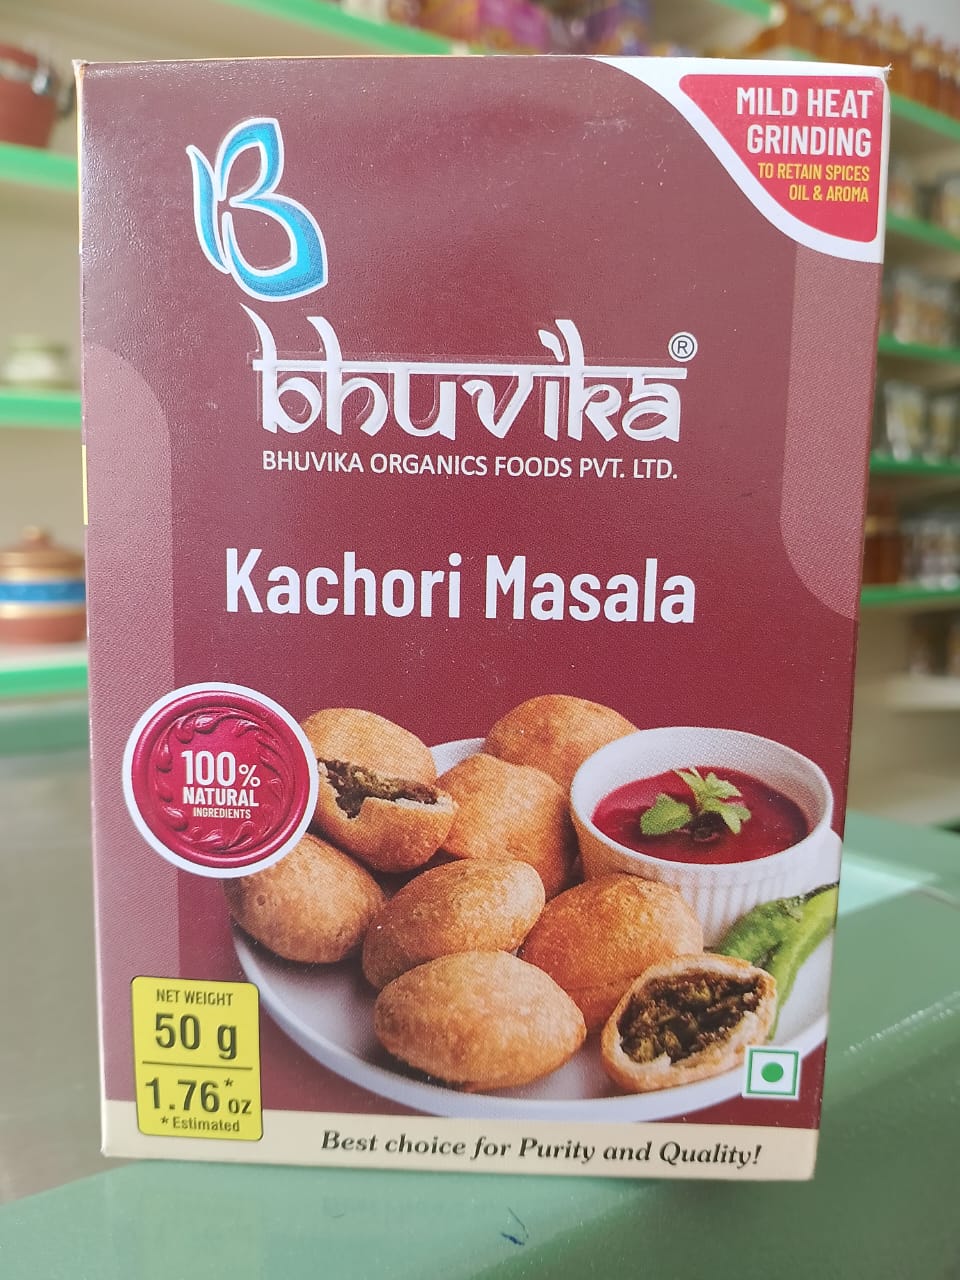 MILD HEAT
GRINDING
TO RETAIN SPICES
OIL & AROMA
B
bhuvika®
BHUVIKA ORGANICS FOODS PVT. LTD.
Kachori Masala
100%
NATURAL
INGREDIENTS
NET WEIGHT
50 g
1.76* oz
* Estimated
Best choice for Purity and Quality!